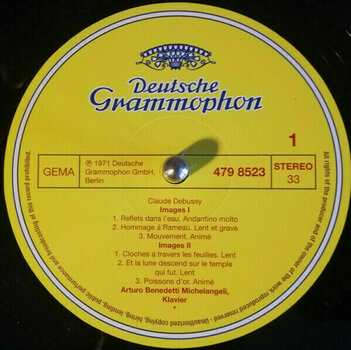 Deutsche
Grammophon
1
GEMA
℗ 1971 Deutsche
Grammophon GmbH,
Berlin
479 8523
STEREO
33
Claude Debussy
Images I
1. Reflets dans l'eau. Andantino molto
2. Hommage à Rameau. Lent et grave
3. Mouvement. Animé
Images II
1. Cloches à travers les feuilles. Lent
2. Et la lune descend sur le temple
qui fut. Lent
3. Poissons d'or. Animé
Arturo Benedetti Michelangeli,
Klavier
*
All rights of the producer and of the owner of the work reproduced reserved. Unauthorized copying, hiring, lending, public performance and broadcasting of this record prohibited.